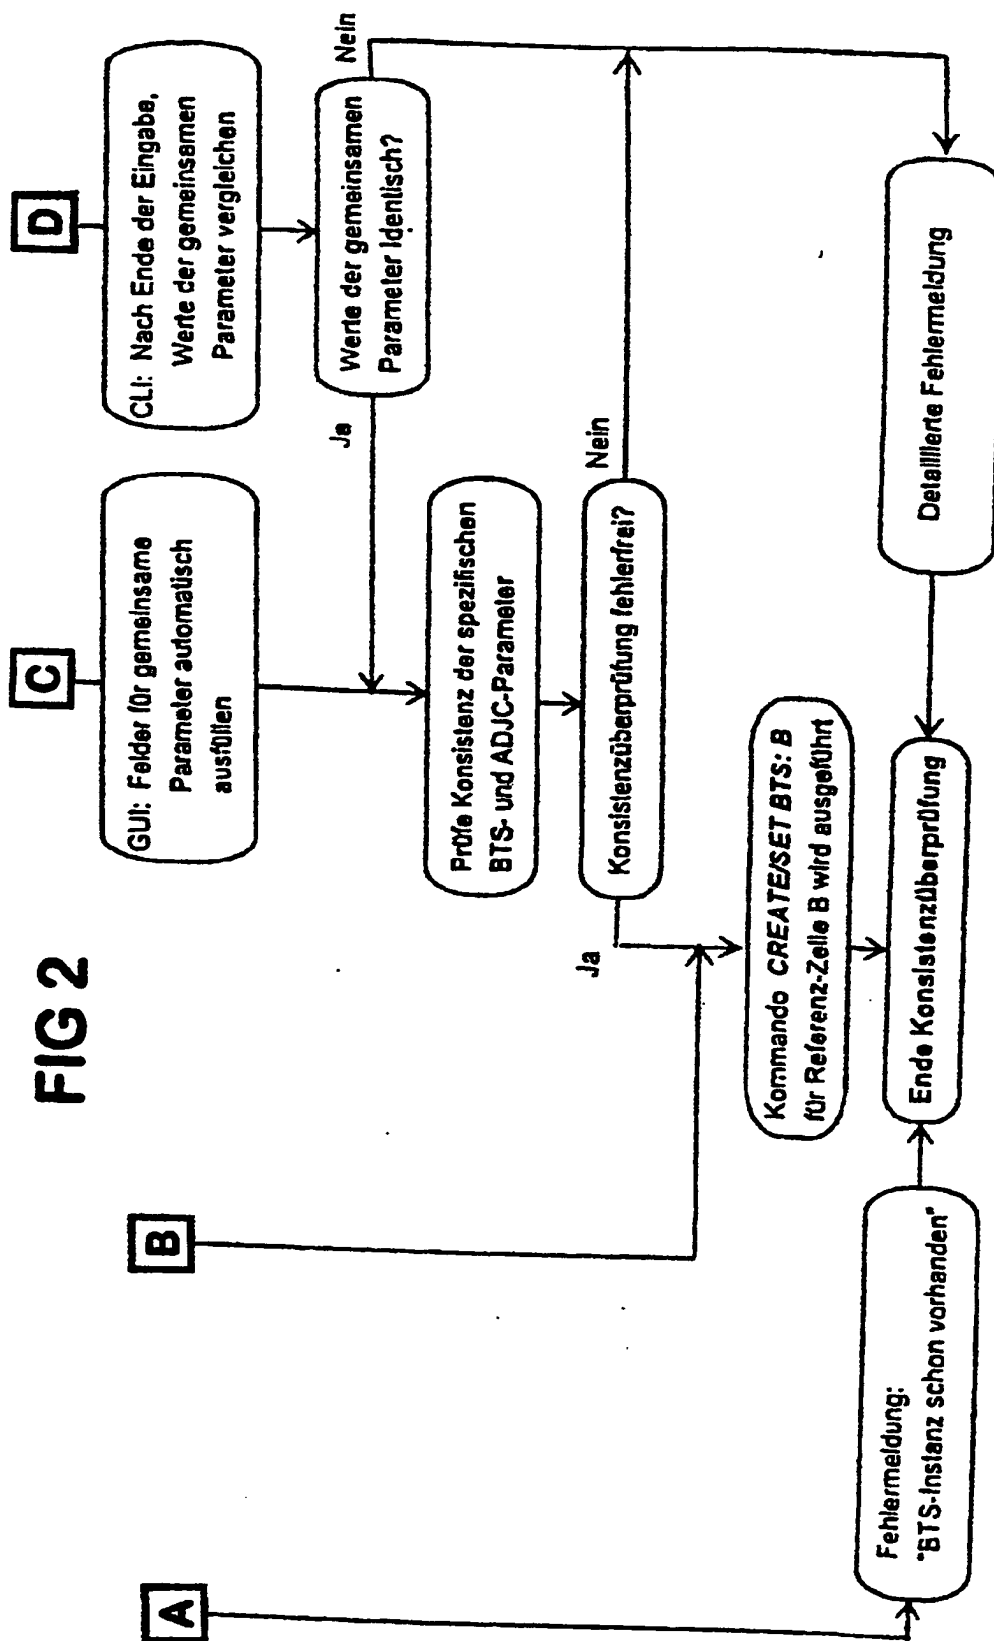 FIG 2
A
B
C
D
GUI: Felder für gemeinsame
Parameter automatisch
ausfüllen
CLI: Nach Ende der Eingabe,
Werte der gemeinsamen
Parameter vergleichen
Werte der gemeinsamen
Parameter Identisch?
Ja
Nein
Prüfe Konsistenz der spezifischen
BTS- und ADJC-Parameter
Konsistenzüberprüfung fehlerfrei?
Ja
Nein
Kommando CREATE/SET BTS: B
für Referenz-Zelle B wird ausgeführt
Fehlermeldung:
"BTS-Instanz schon vorhanden"
Ende Konsistenzüberprüfung
Detaillierte Fehlermeldung